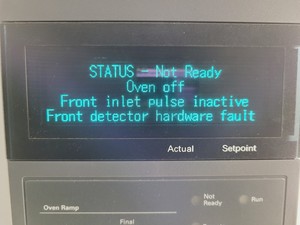 STATUS - Not Ready
Oven off
Front inlet pulse inactive
Front detector hardware fault
Actual Setpoint
Not Ready
Run
Oven Ramp
Final